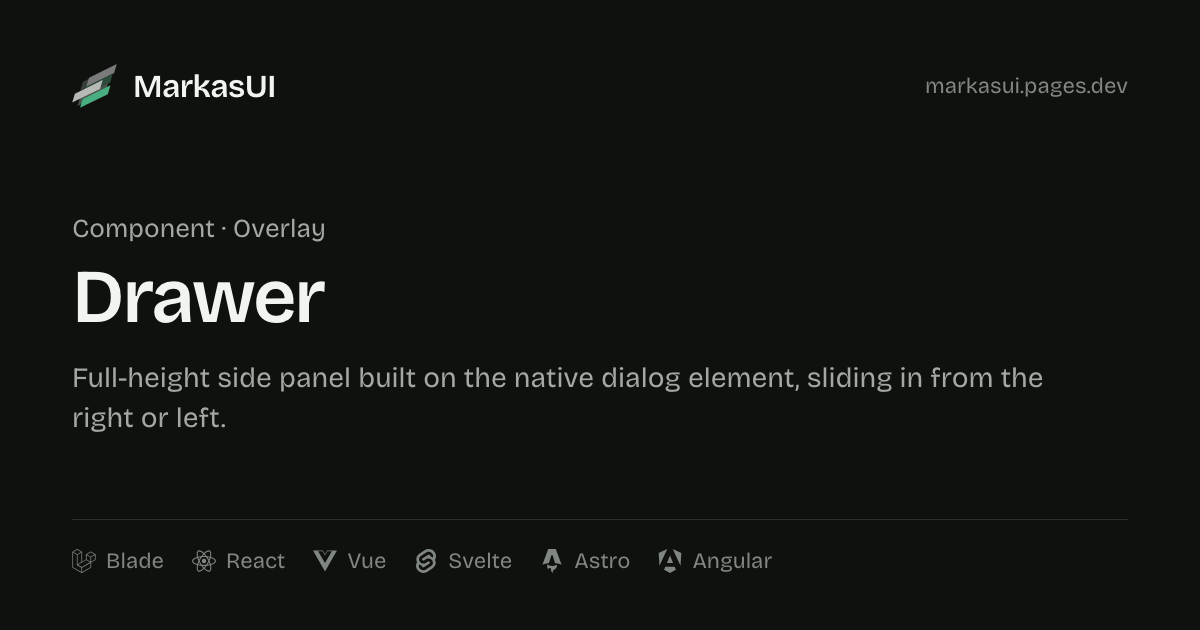 MarkasUI
markasui.pages.dev
Component · Overlay
Drawer
Full-height side panel built on the native dialog element, sliding in from the
right or left.
Blade React Vue Svelte Astro Angular